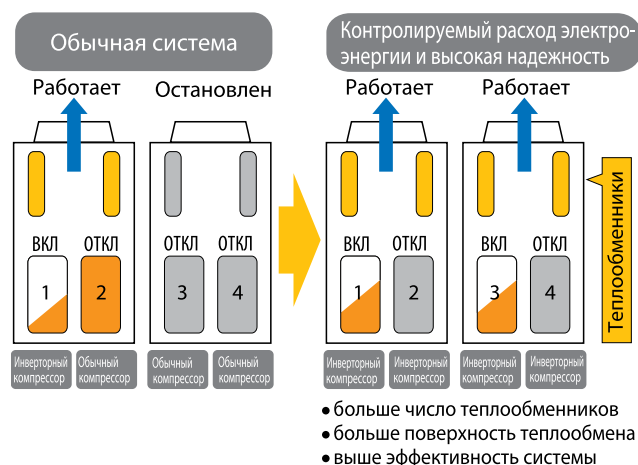 Обычная система
Работает
Остановлен
ВКЛ
ОТКЛ
ОТКЛ
ОТКЛ
1
2
3
4
Инверторный
компрессор
Обычный
компрессор
Обычный
компрессор
Обычный
компрессор
Контролируемый расход электро-
энергии и высокая надежность
Работает
Работает
ВКЛ
ОТКЛ
ВКЛ
ОТКЛ
1
2
3
4
Теплообменники
Инверторный
компрессор
Инверторный
компрессор
Инверторный
компрессор
Инверторный
компрессор
• больше число теплообменников
• больше поверхность теплообмена
• выше эффективность системы